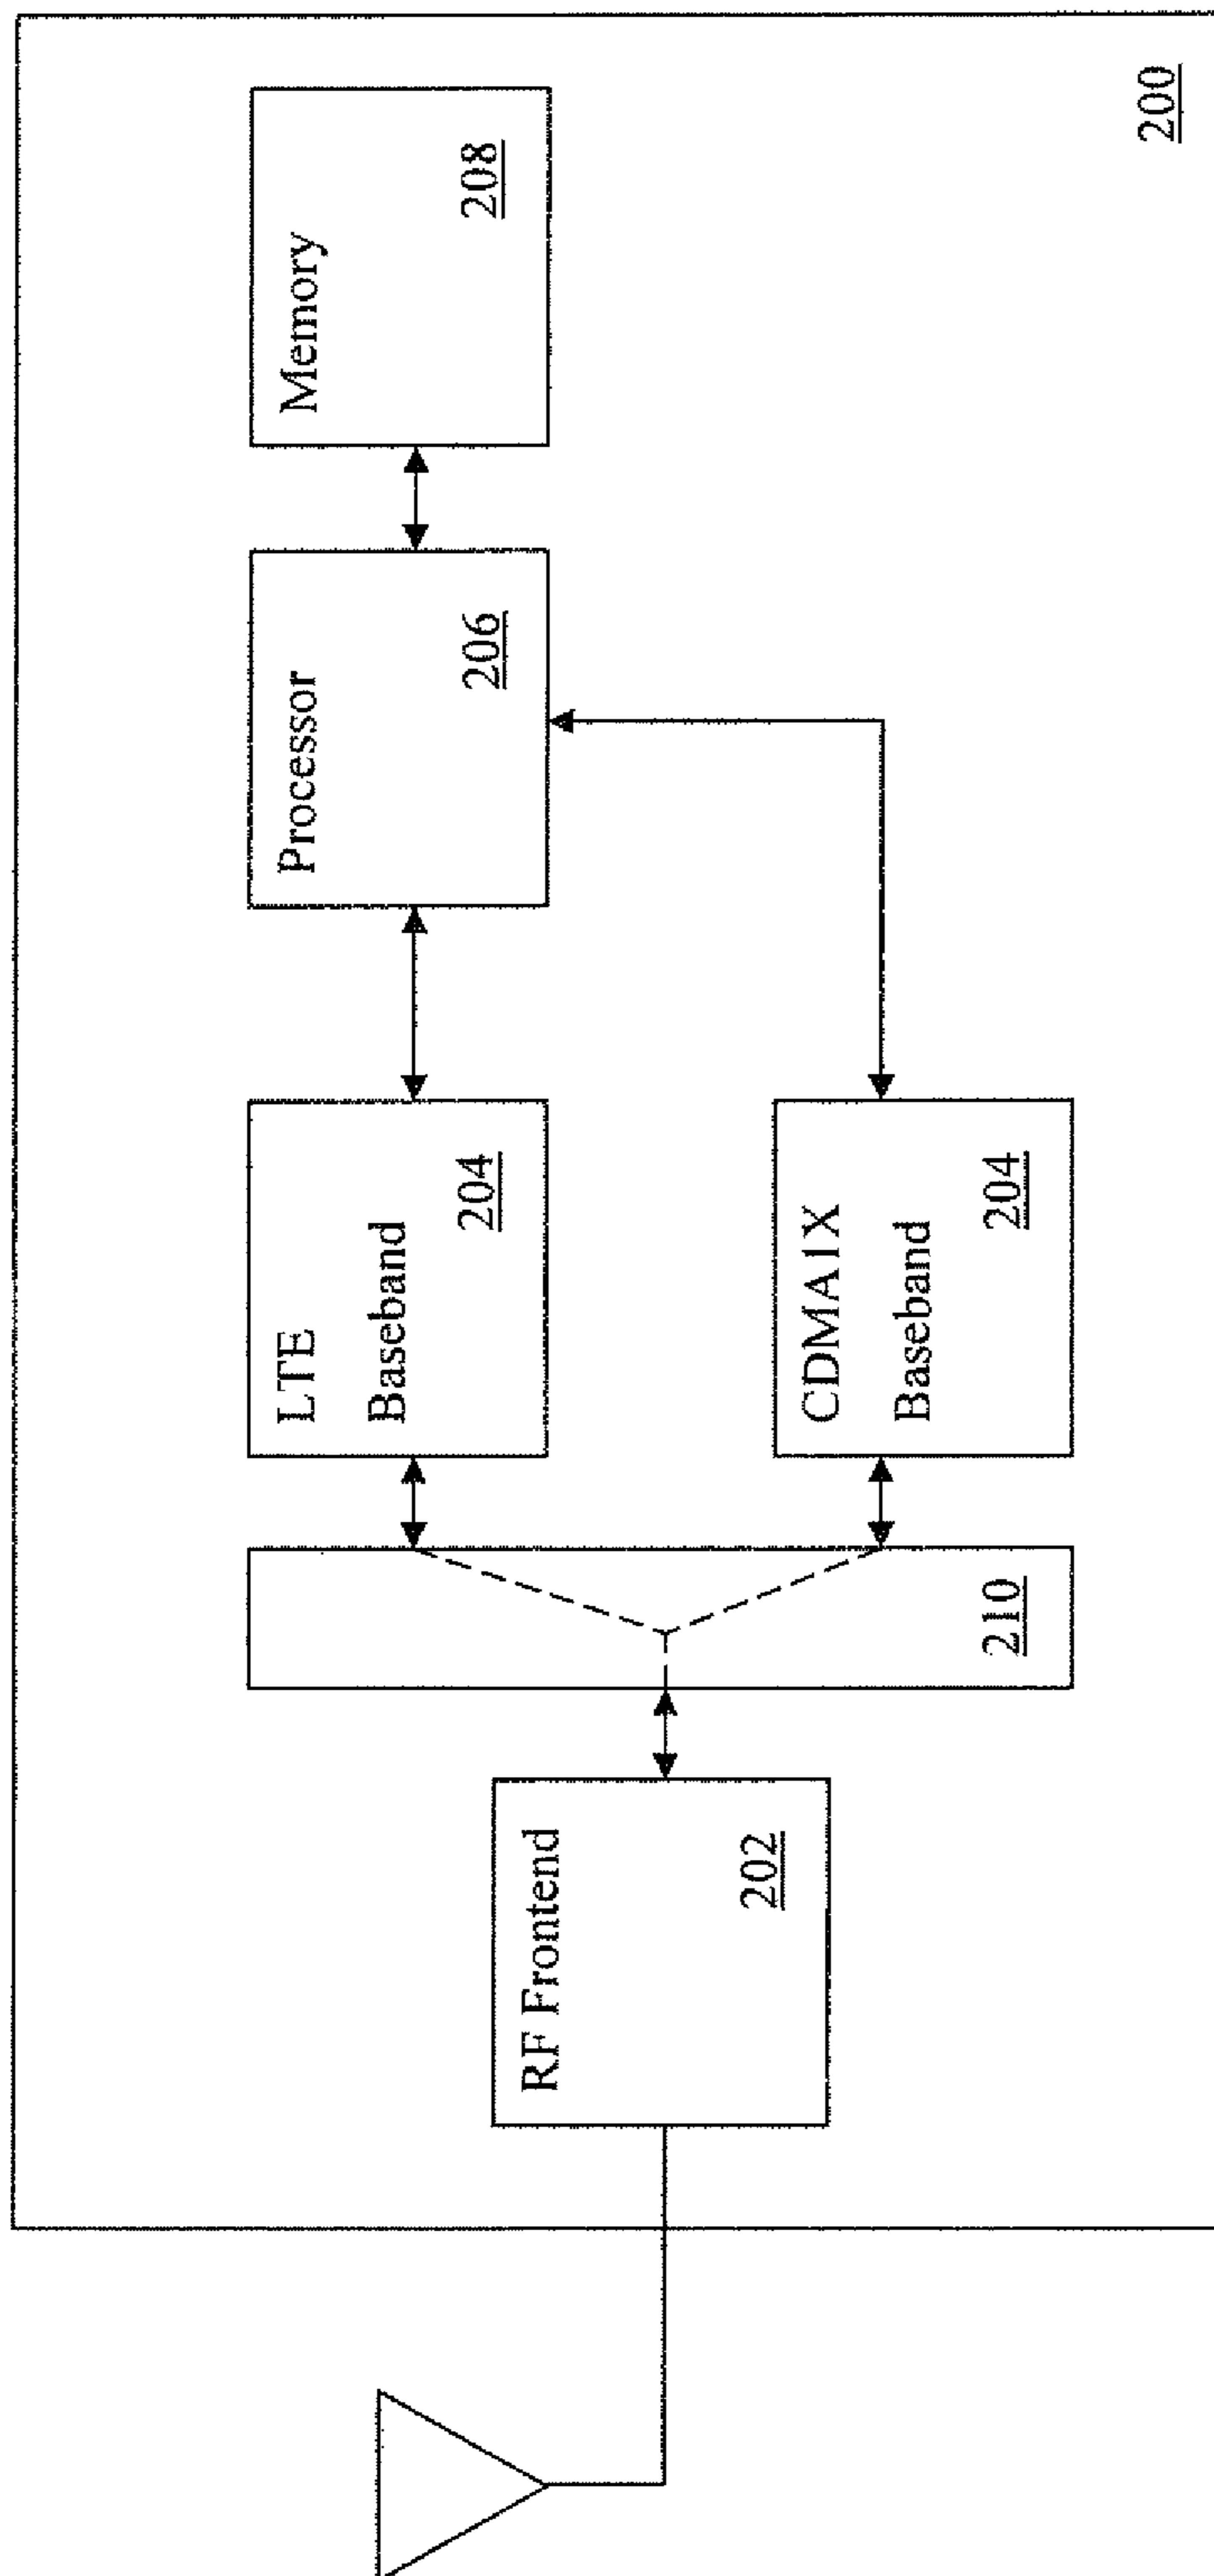 RF Frontend
202
210
LTE
Baseband
204
CDMA1X
Baseband
204
Processor
206
Memory
208
200